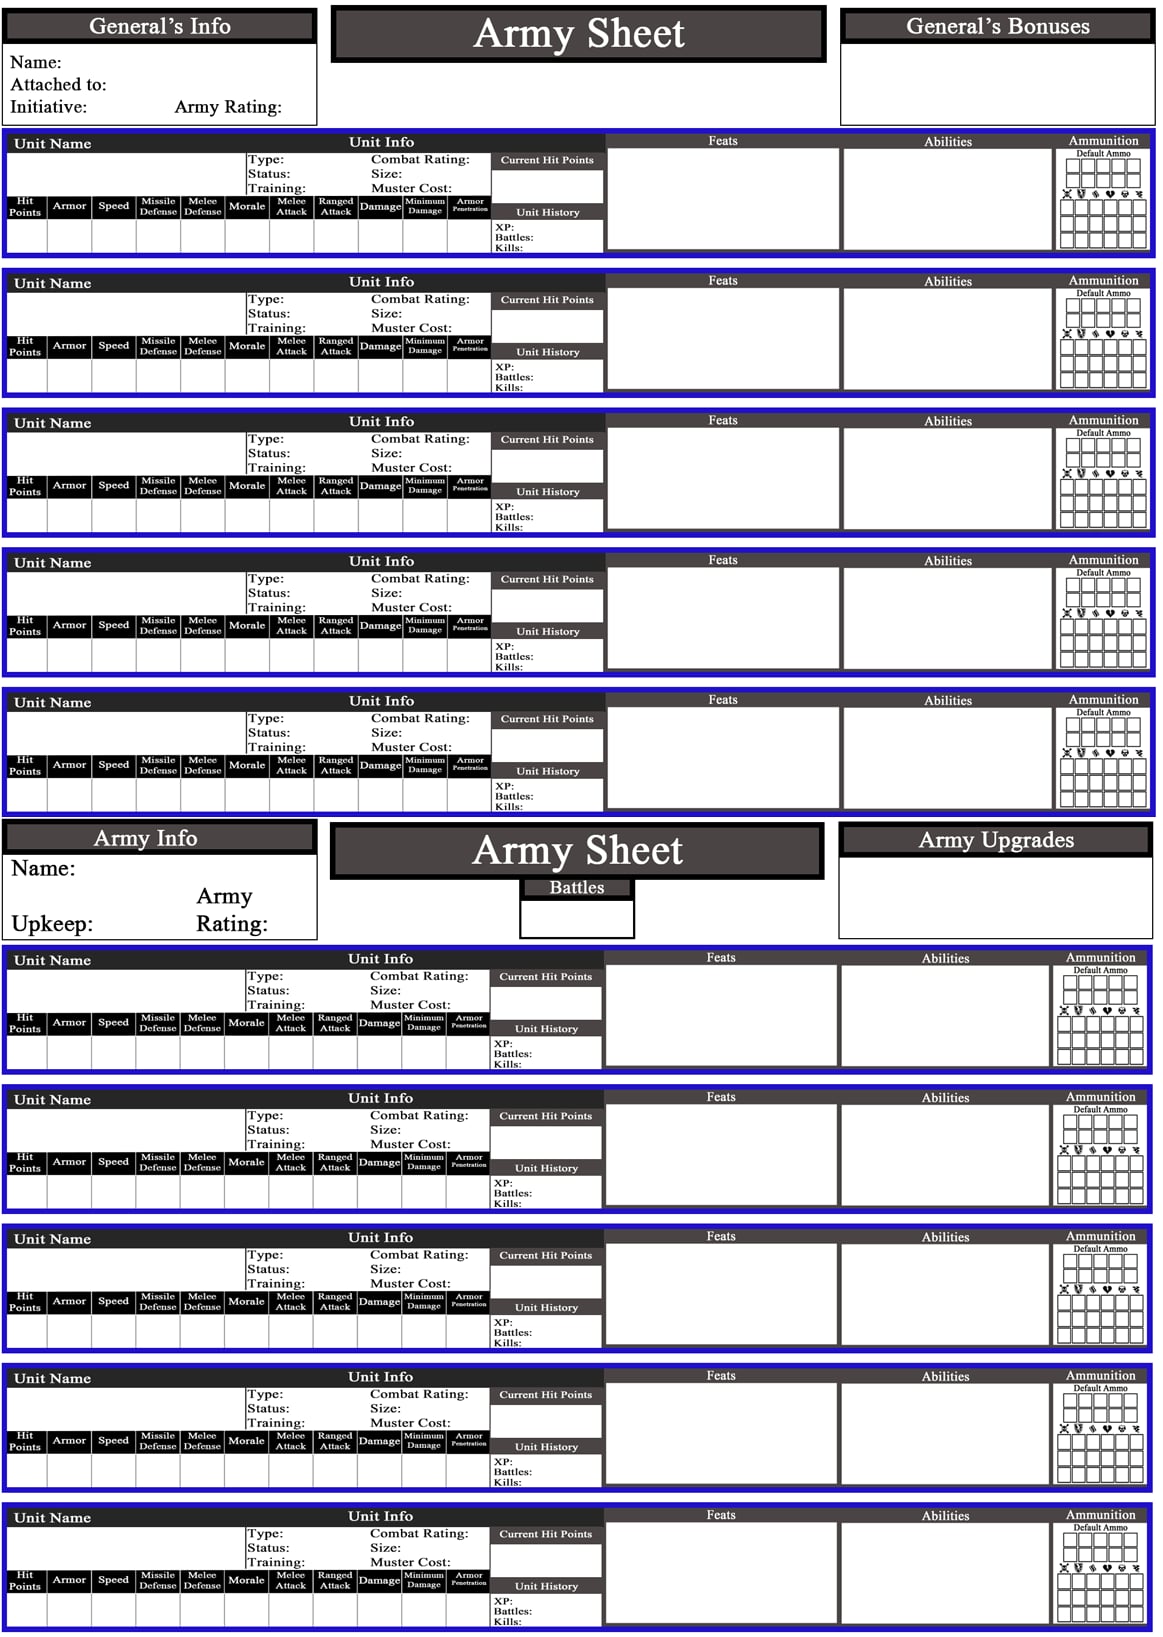 General's Info
Army Sheet
General's Bonuses
Name:
Attached to:
Initiative: Army Rating:
Unit Name Unit Info Feats Abilities Ammunition
Type: Combat Rating: Current Hit Points Default Ammo
Status: Size:
Training: Muster Cost:
Hit Points Armor Speed Missile Defense Melee Defense Morale Melee Attack Ranged Attack Damage Minimum Damage Armor Penetration Unit History
XP:
Battles:
Kills:
Unit Name Unit Info Feats Abilities Ammunition
Type: Combat Rating: Current Hit Points Default Ammo
Status: Size:
Training: Muster Cost:
Hit Points Armor Speed Missile Defense Melee Defense Morale Melee Attack Ranged Attack Damage Minimum Damage Armor Penetration Unit History
XP:
Battles:
Kills:
Unit Name Unit Info Feats Abilities Ammunition
Type: Combat Rating: Current Hit Points Default Ammo
Status: Size:
Training: Muster Cost:
Hit Points Armor Speed Missile Defense Melee Defense Morale Melee Attack Ranged Attack Damage Minimum Damage Armor Penetration Unit History
XP:
Battles:
Kills:
Unit Name Unit Info Feats Abilities Ammunition
Type: Combat Rating: Current Hit Points Default Ammo
Status: Size:
Training: Muster Cost:
Hit Points Armor Speed Missile Defense Melee Defense Morale Melee Attack Ranged Attack Damage Minimum Damage Armor Penetration Unit History
XP:
Battles:
Kills:
Unit Name Unit Info Feats Abilities Ammunition
Type: Combat Rating: Current Hit Points Default Ammo
Status: Size:
Training: Muster Cost:
Hit Points Armor Speed Missile Defense Melee Defense Morale Melee Attack Ranged Attack Damage Minimum Damage Armor Penetration Unit History
XP:
Battles:
Kills:
Army Info
Army Sheet
Army Upgrades
Name:
Battles
Army
Upkeep: Rating:
Unit Name Unit Info Feats Abilities Ammunition
Type: Combat Rating: Current Hit Points Default Ammo
Status: Size:
Training: Muster Cost:
Hit Points Armor Speed Missile Defense Melee Defense Morale Melee Attack Ranged Attack Damage Minimum Damage Armor Penetration Unit History
XP:
Battles:
Kills:
Unit Name Unit Info Feats Abilities Ammunition
Type: Combat Rating: Current Hit Points Default Ammo
Status: Size:
Training: Muster Cost:
Hit Points Armor Speed Missile Defense Melee Defense Morale Melee Attack Ranged Attack Damage Minimum Damage Armor Penetration Unit History
XP:
Battles:
Kills:
Unit Name Unit Info Feats Abilities Ammunition
Type: Combat Rating: Current Hit Points Default Ammo
Status: Size:
Training: Muster Cost:
Hit Points Armor Speed Missile Defense Melee Defense Morale Melee Attack Ranged Attack Damage Minimum Damage Armor Penetration Unit History
XP:
Battles:
Kills:
Unit Name Unit Info Feats Abilities Ammunition
Type: Combat Rating: Current Hit Points Default Ammo
Status: Size:
Training: Muster Cost:
Hit Points Armor Speed Missile Defense Melee Defense Morale Melee Attack Ranged Attack Damage Minimum Damage Armor Penetration Unit History
XP:
Battles:
Kills:
Unit Name Unit Info Feats Abilities Ammunition
Type: Combat Rating: Current Hit Points Default Ammo
Status: Size:
Training: Muster Cost:
Hit Points Armor Speed Missile Defense Melee Defense Morale Melee Attack Ranged Attack Damage Minimum Damage Armor Penetration Unit History
XP:
Battles:
Kills: